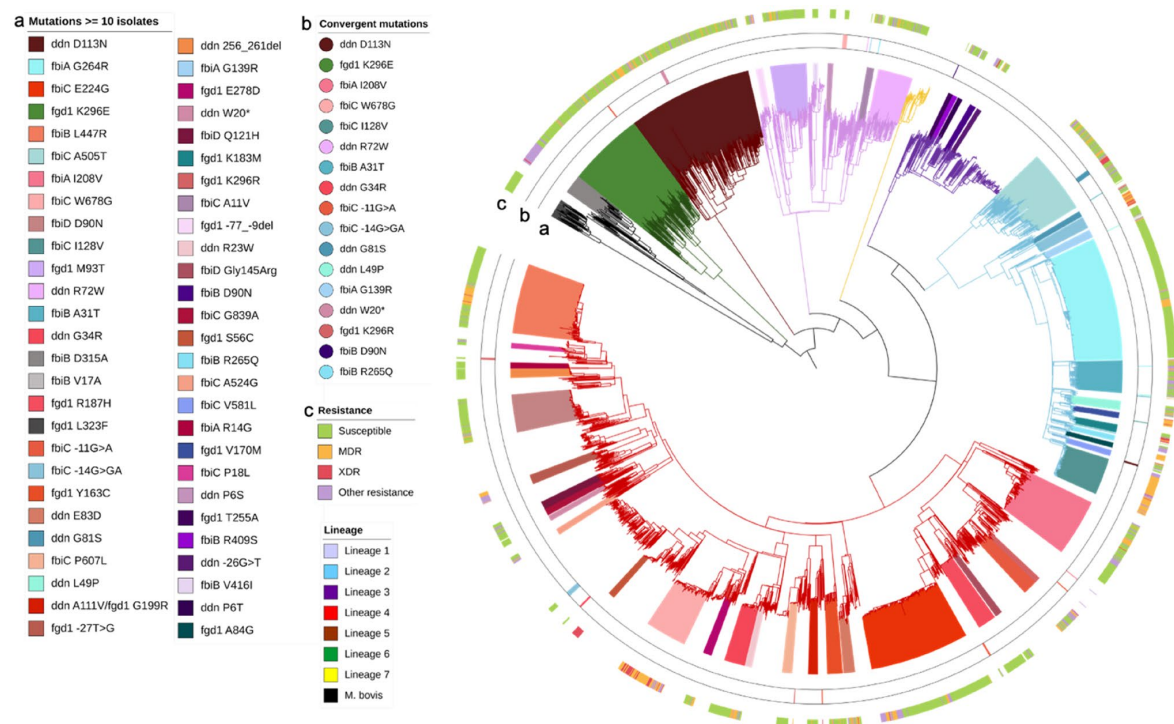 a Mutations >= 10 isolates
ddn D113N
fbiA G264R
fbiC E224G
fgd1 K296E
fbiB L447R
fbiC A505T
fbiA I208V
fbiC W678G
fbiD D90N
fbiC I128V
fgd1 M93T
ddn R72W
fbiB A31T
ddn G34R
fbiB D315A
fbiB V17A
fgd1 R187H
fgd1 L323F
fbiC -11G>A
fbiC -14G>GA
fgd1 Y163C
ddn E83D
ddn G81S
fbiC P607L
ddn L49P
ddn A111V/fgd1 G199R
fgd1 -27T>G
ddn 256_261del
fbiA G139R
fgd1 E278D
ddn W20*
fbiD Q121H
fgd1 K183M
fgd1 K296R
fbiC A11V
fgd1 -77_-9del
ddn R23W
fbiD Gly145Arg
fbiB D90N
fbiC G839A
fgd1 S56C
fbiB R265Q
fbiC A524G
fbiC V581L
fbiA R14G
fgd1 V170M
fbiC P18L
ddn P6S
fgd1 T255A
fbiB R409S
ddn -26G>T
fbiB V416I
ddn P6T
fgd1 A84G
b Convergent mutations
ddn D113N
fgd1 K296E
fbiA I208V
fbiC W678G
fbiC I128V
ddn R72W
fbiB A31T
ddn G34R
fbiC -11G>A
fbiC -14G>GA
ddn G81S
ddn L49P
fbiA G139R
ddn W20*
fgd1 K296R
fbiB D90N
fbiB R265Q
c Resistance
Susceptible
MDR
XDR
Other resistance
Lineage
Lineage 1
Lineage 2
Lineage 3
Lineage 4
Lineage 5
Lineage 6
Lineage 7
M. bovis
c
b
a